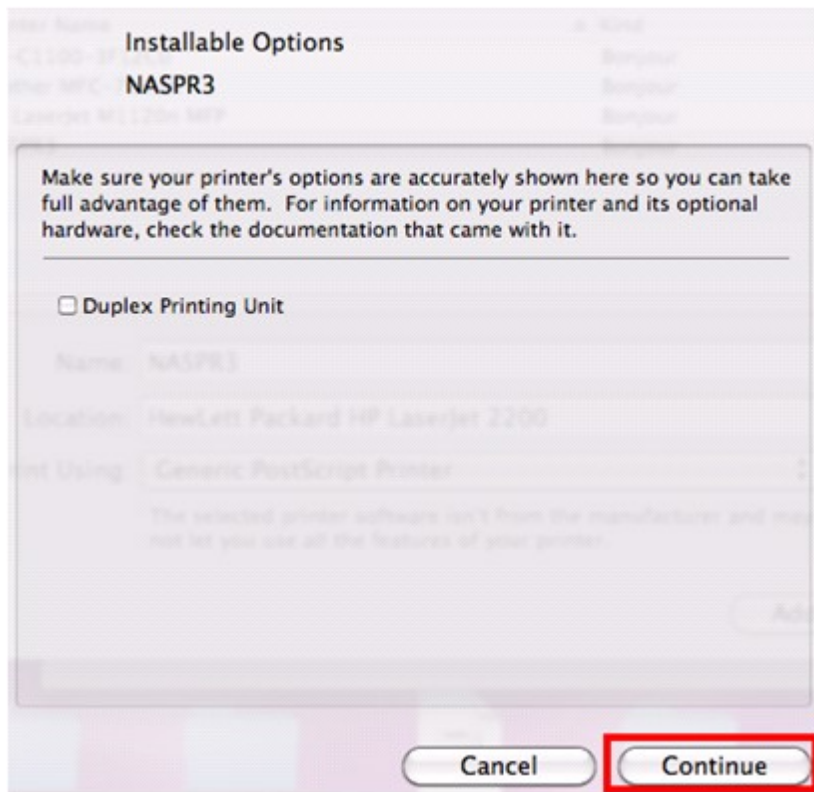 Installable Options
NASPR3
Make sure your printer's options are accurately shown here so you can take
full advantage of them. For information on your printer and its optional
hardware, check the documentation that came with it.
Duplex Printing Unit
Name: NASPR3
Location: HewLett Packard HP LaserJet 2200
Using: Generic PostScript Printer
The selected printer software isn't from the manufacturer and may
not let you use all the features of your printer.
Cancel
Continue